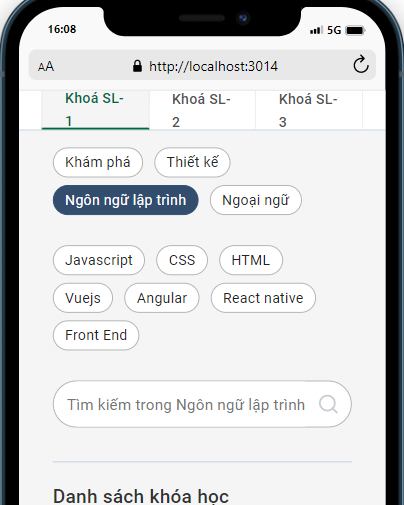 16:08 5G
AA http://localhost:3014
Khoá SL-1 Khoá SL-2 Khoá SL-3
Khám phá Thiết kế
Ngôn ngữ lập trình Ngoại ngữ
Javascript CSS HTML
Vuejs Angular React native
Front End
Tìm kiếm trong Ngôn ngữ lập trình
Danh sách khóa học